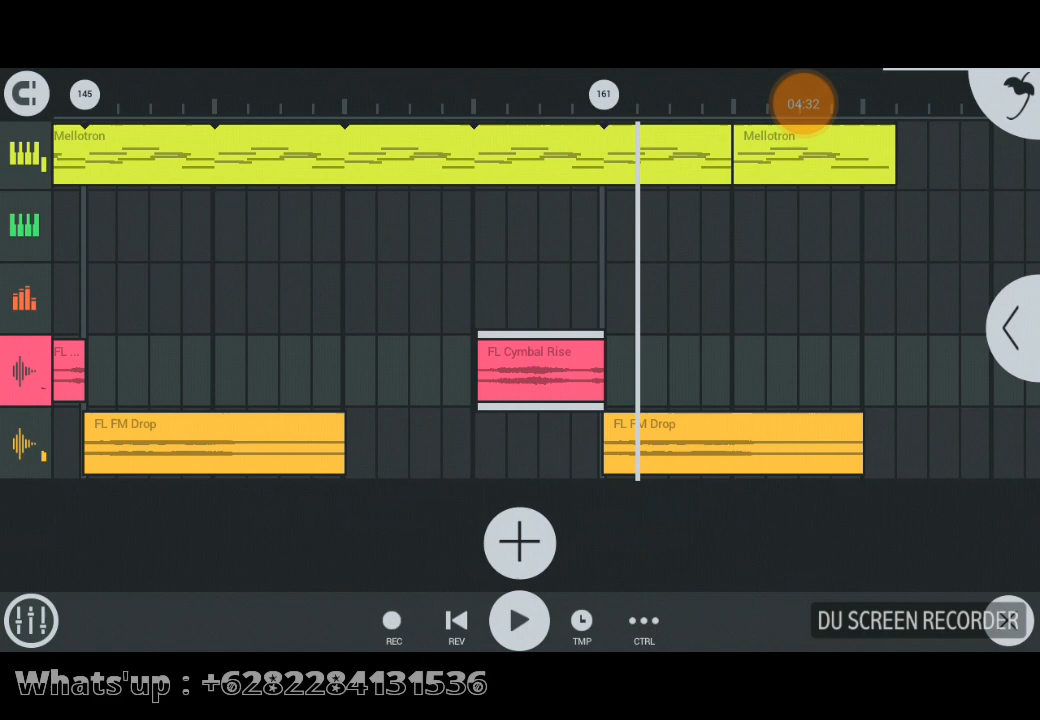 145
161
04:32
Mellotron
Mellotron
FL ...
FL Cymbal Rise
FL FM Drop
FL FM Drop
REC
REV
TMP
CTRL
DU SCREEN RECORDER
Whats'up : +6282284131536